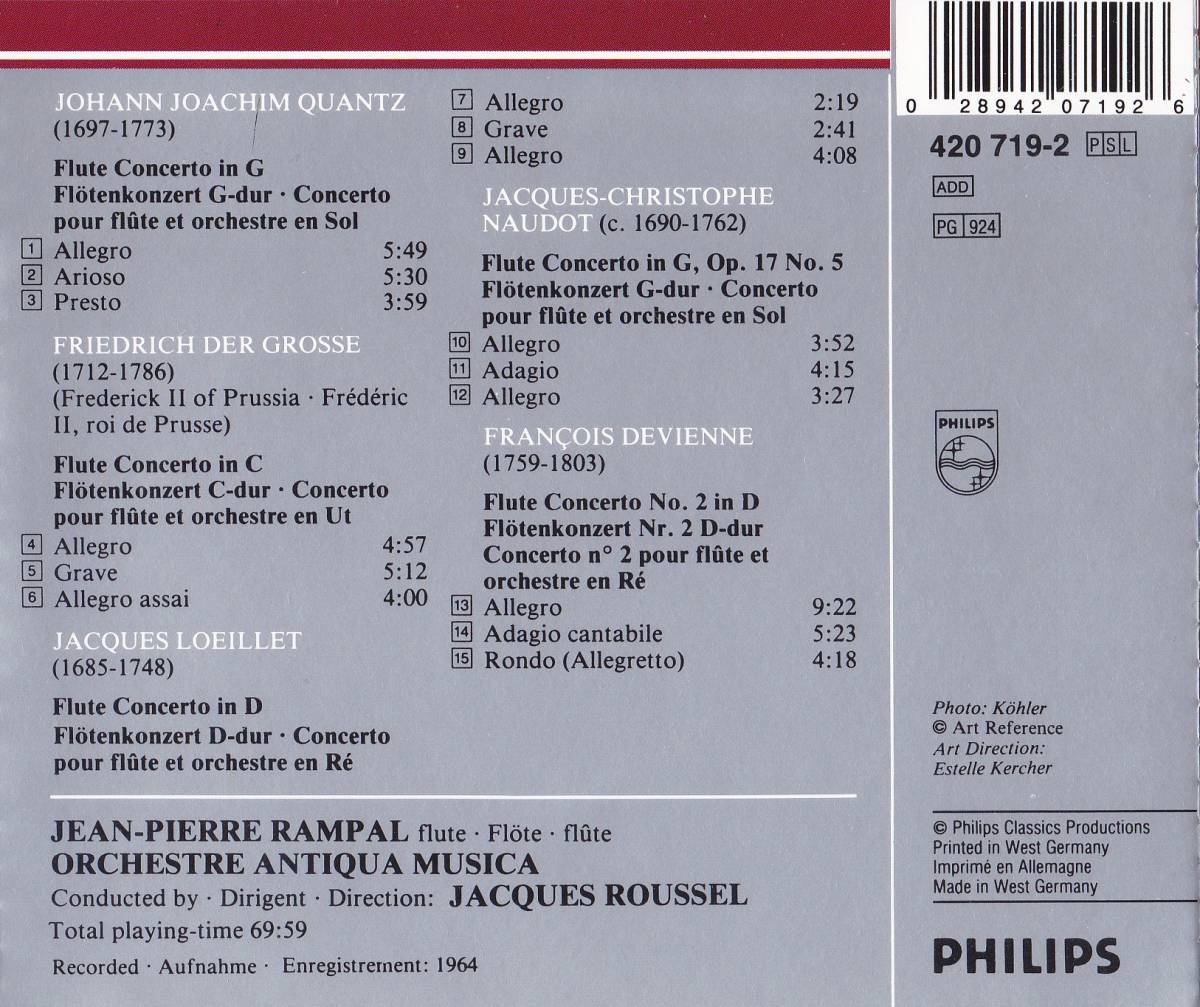 JOHANN JOACHIM QUANTZ
(1697-1773)
Flute Concerto in G
Flötenkonzert G-dur · Concerto
pour flûte et orchestre en Sol
1 Allegro 5:49
2 Arioso 5:30
3 Presto 3:59
FRIEDRICH DER GROSSE
(1712-1786)
(Frederick II of Prussia · Frédéric
II, roi de Prusse)
Flute Concerto in C
Flötenkonzert C-dur · Concerto
pour flûte et orchestre en Ut
4 Allegro 4:57
5 Grave 5:12
6 Allegro assai 4:00
JACQUES LOEILLET
(1685-1748)
Flute Concerto in D
Flötenkonzert D-dur · Concerto
pour flûte et orchestre en Ré
7 Allegro 2:19
8 Grave 2:41
9 Allegro 4:08
JACQUES-CHRISTOPHE
NAUDOT (c. 1690-1762)
Flute Concerto in G, Op. 17 No. 5
Flötenkonzert G-dur · Concerto
pour flûte et orchestre en Sol
10 Allegro 3:52
11 Adagio 4:15
12 Allegro 3:27
FRANÇOIS DEVIENNE
(1759-1803)
Flute Concerto No. 2 in D
Flötenkonzert Nr. 2 D-dur
Concerto n° 2 pour flûte et
orchestre en Ré
13 Allegro 9:22
14 Adagio cantabile 5:23
15 Rondo (Allegretto) 4:18
JEAN-PIERRE RAMPAL flute · Flöte · flûte
ORCHESTRE ANTIQUA MUSICA
Conducted by · Dirigent · Direction: JACQUES ROUSSEL
Total playing-time 69:59
Recorded · Aufnahme · Enregistrement: 1964
0 28942 07192 6
420 719-2 PSL
ADD
PG 924
PHILIPS
Photo: Köhler
© Art Reference
Art Direction:
Estelle Kercher
© Philips Classics Productions
Printed in West Germany
Imprimé en Allemagne
Made in West Germany
PHILIPS